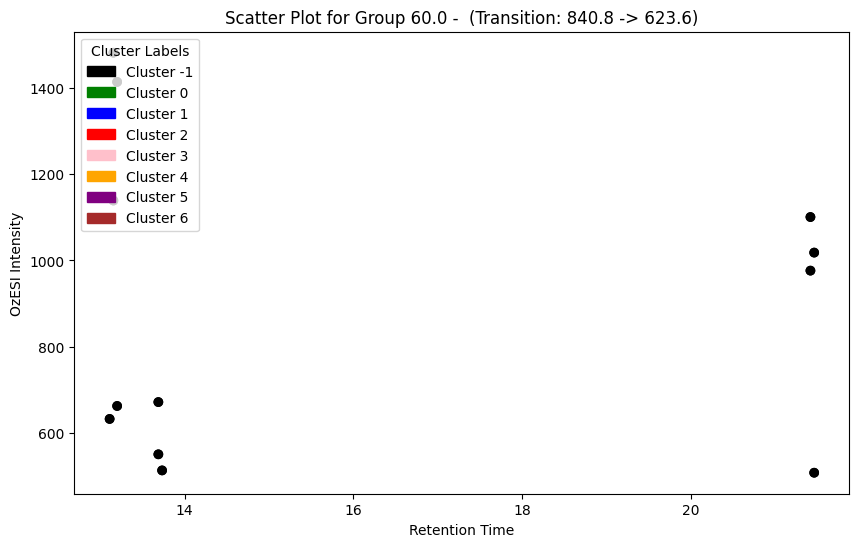 Scatter Plot for Group 60.0 -  (Transition: 840.8 -> 623.6)
Cluster Labels
Cluster -1
Cluster 0
Cluster 1
Cluster 2
Cluster 3
Cluster 4
Cluster 5
Cluster 6
OzESI Intensity
1400
1200
1000
800
600
14
16
18
20
Retention Time